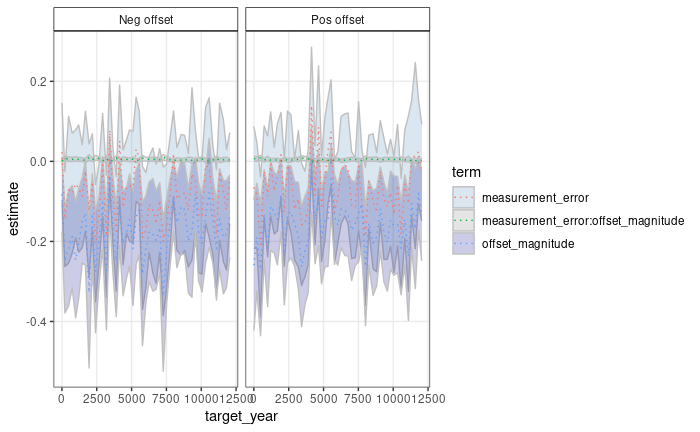 Neg offset Pos offset
0.2
0.0
-0.2
-0.4
estimate
0 2500 5000 7500 10000 12500 0 2500 5000 7500 10000 12500
target_year
term
measurement_error
measurement_error:offset_magnitude
offset_magnitude